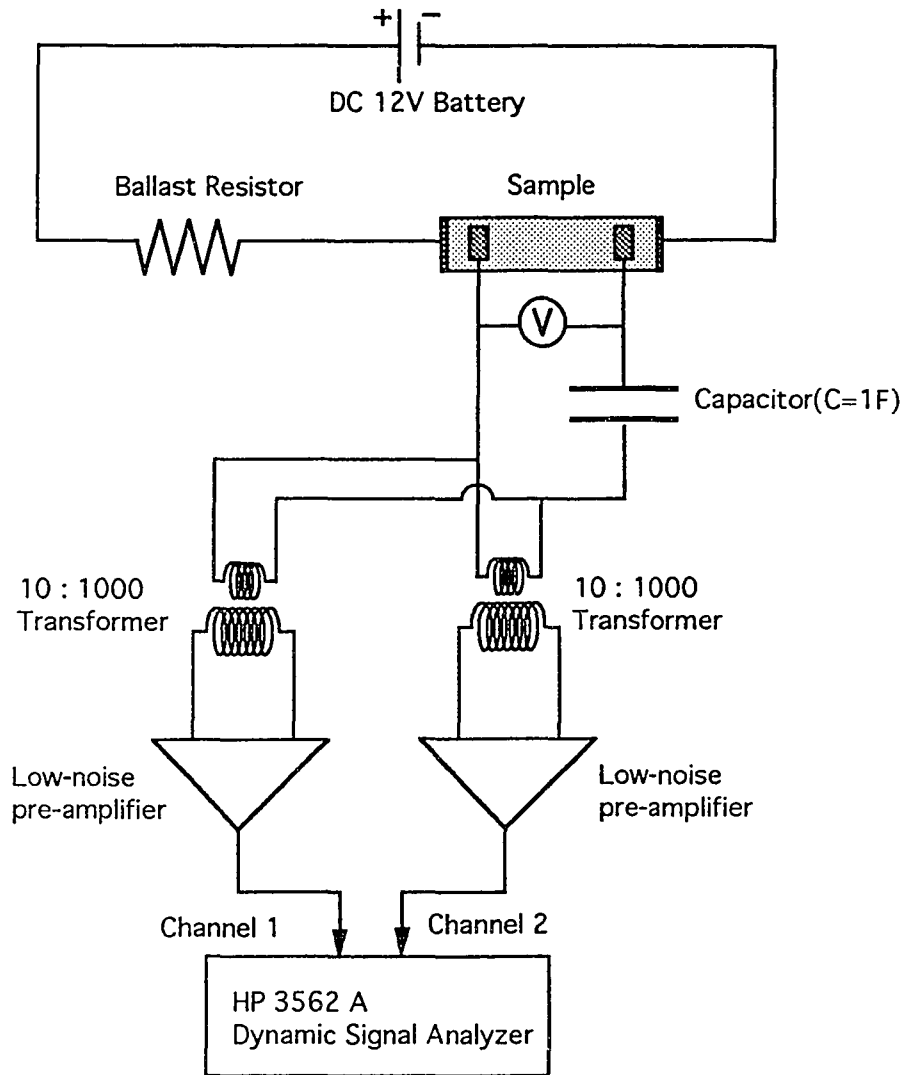 + −
DC 12V Battery
Ballast Resistor
Sample
V
Capacitor(C=1F)
10 : 1000
Transformer
10 : 1000
Transformer
Low-noise
pre-amplifier
Low-noise
pre-amplifier
Channel 1
Channel 2
HP 3562 A
Dynamic Signal Analyzer